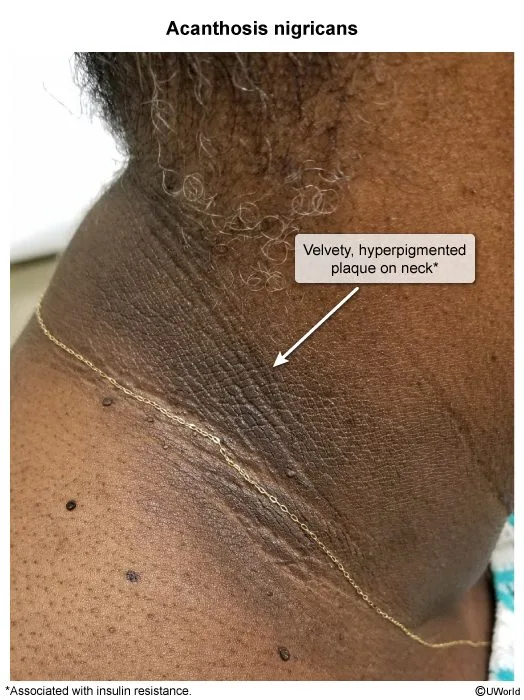 Acanthosis nigricans
Velvety, hyperpigmented
plaque on neck*
*Associated with insulin resistance.
©UWorld